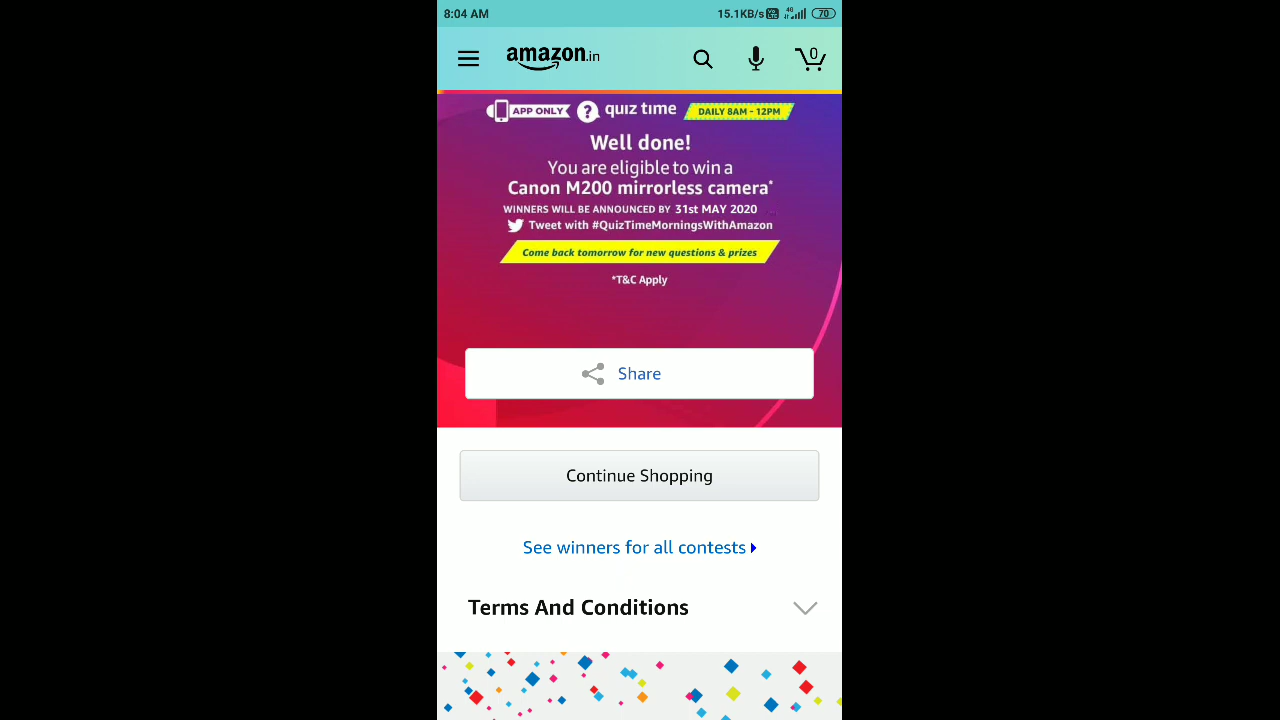 8:04 AM 15.1KB/s Vo LTE 4G 70
amazon.in 0
APP ONLY ? quiz time DAILY 8AM - 12PM
Well done!
You are eligible to win a
Canon M200 mirrorless camera*
WINNERS WILL BE ANNOUNCED BY 31st MAY 2020
Tweet with #QuizTimeMorningsWithAmazon
Come back tomorrow for new questions & prizes
*T&C Apply
Share
Continue Shopping
See winners for all contests
Terms And Conditions